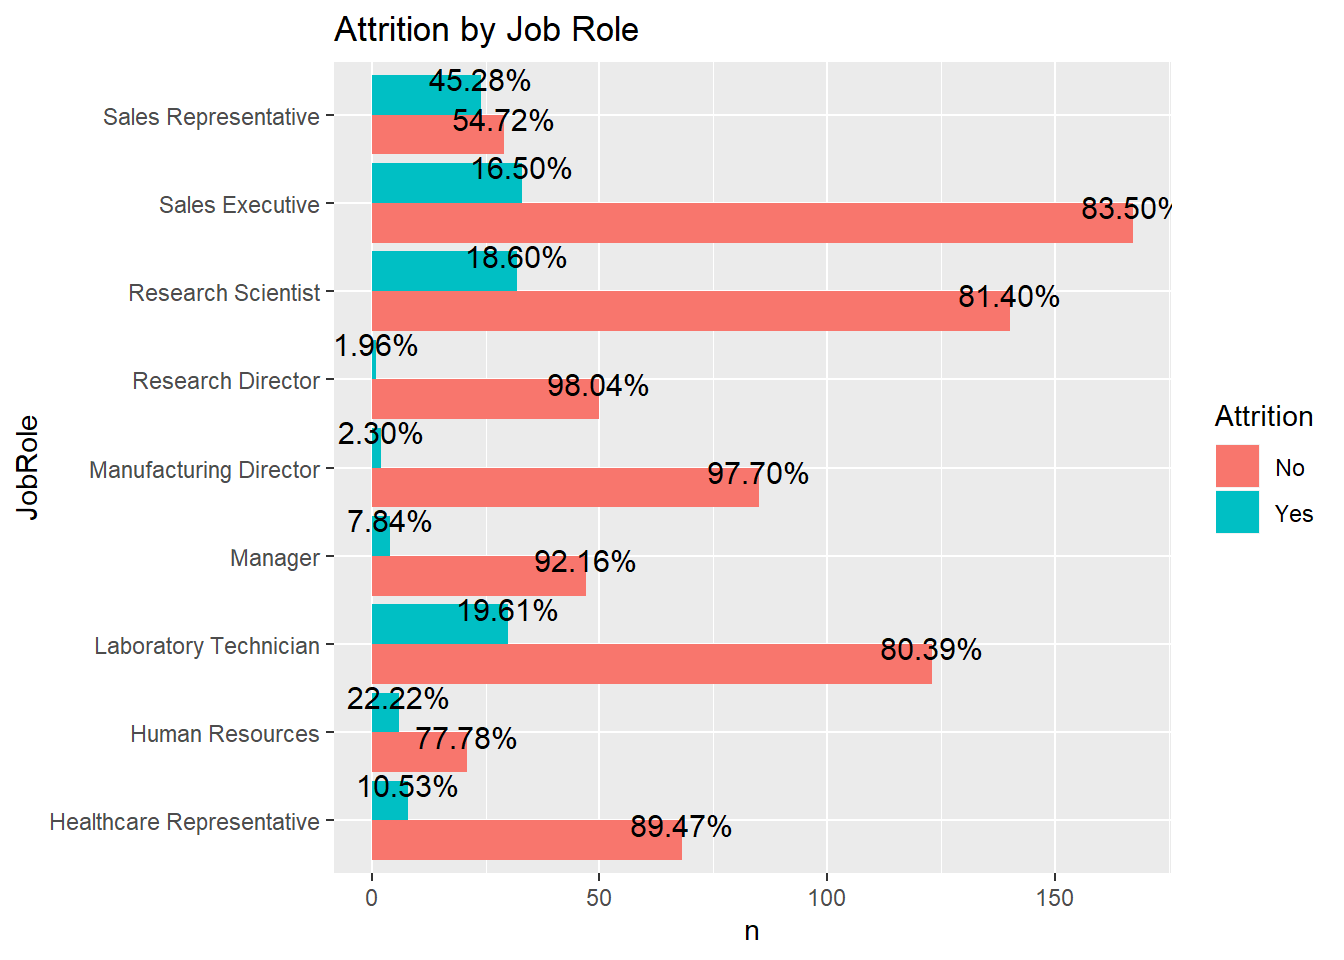 Attrition by Job Role
Sales Representative
45.28%
54.72%
Sales Executive
16.50%
83.50%
Research Scientist
18.60%
81.40%
Research Director
1.96%
98.04%
Manufacturing Director
2.30%
97.70%
Manager
7.84%
92.16%
Laboratory Technician
19.61%
80.39%
Human Resources
22.22%
77.78%
Healthcare Representative
10.53%
89.47%
JobRole
0 50 100 150
n
Attrition
No
Yes